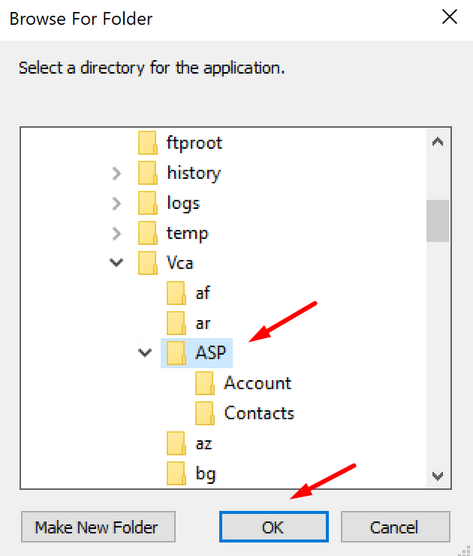 Browse For Folder
Select a directory for the application.
ftproot
history
logs
temp
Vca
af
ar
ASP
Account
Contacts
az
bg
Make New Folder
OK
Cancel